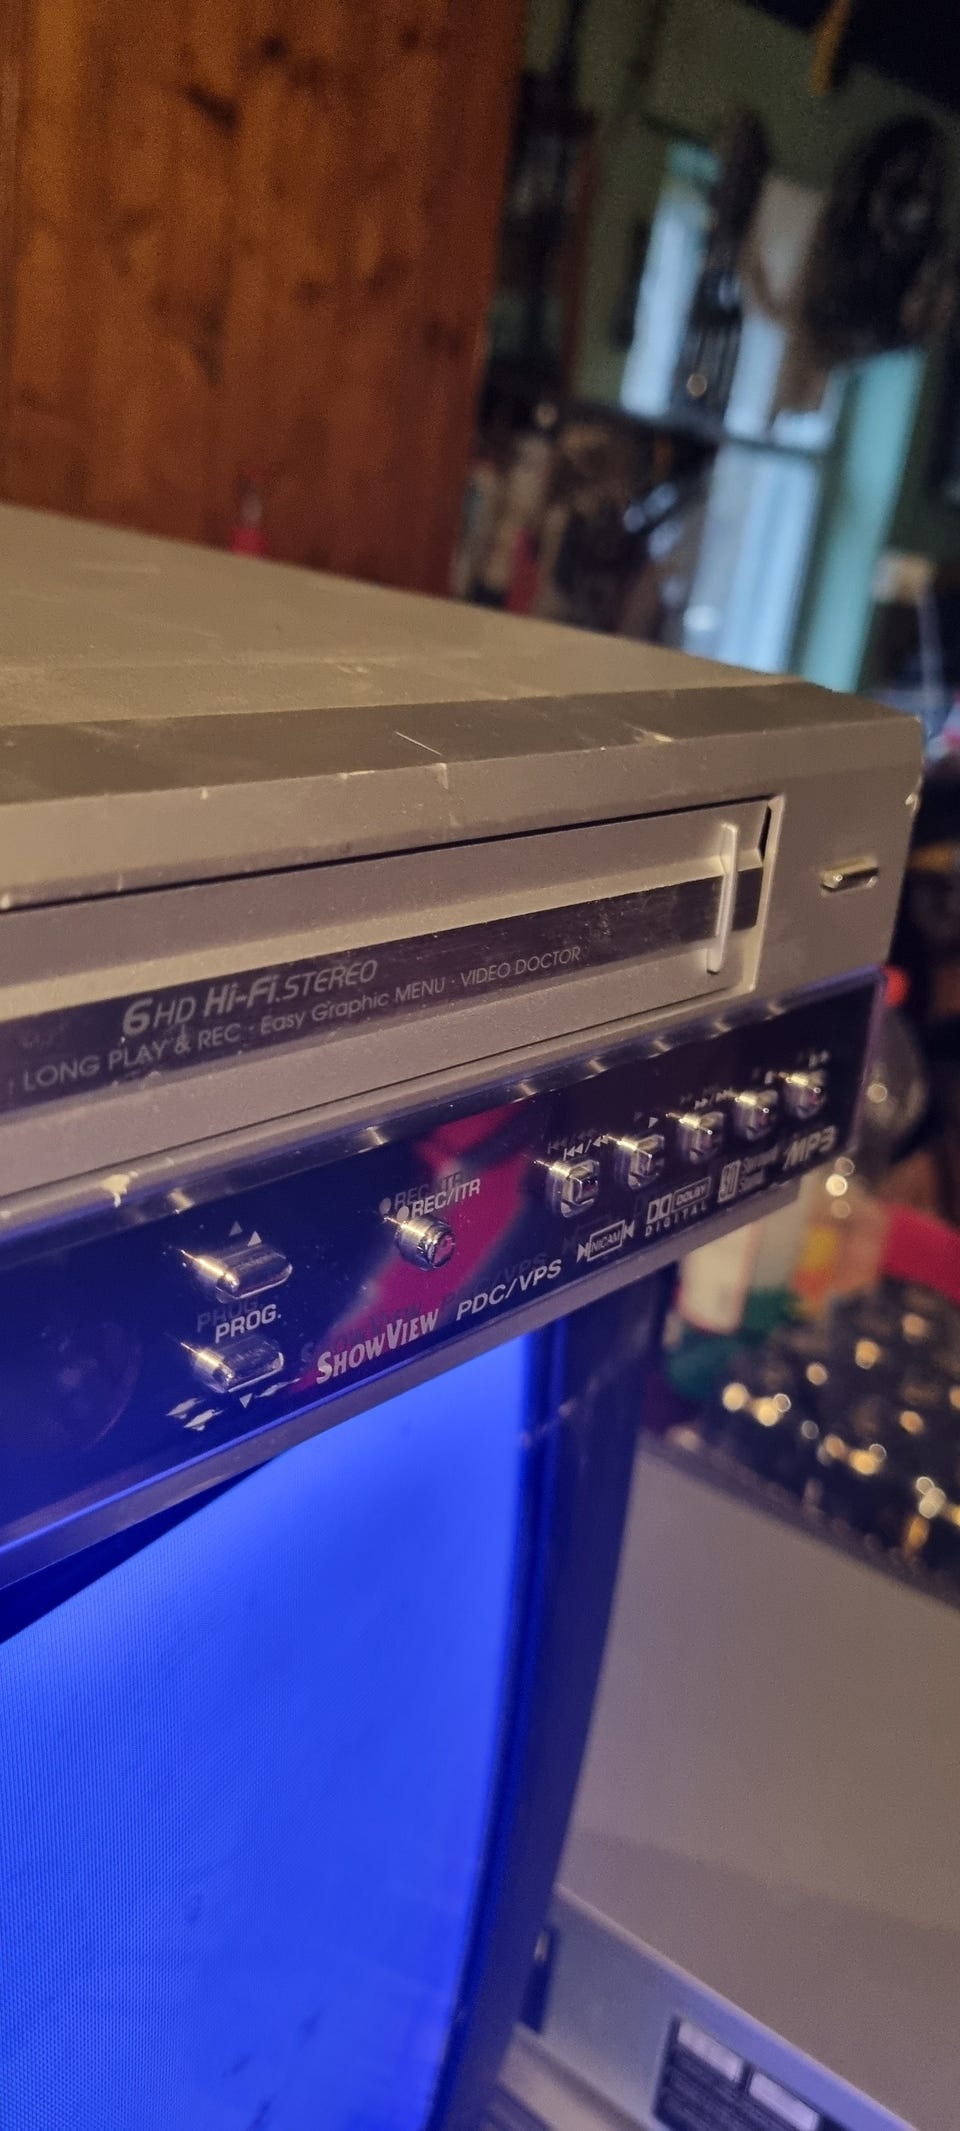 6HD Hi-Fi.STEREO
LONG PLAY & REC · Easy Graphic MENU · VIDEO DOCTOR
REC/ITR
PROG.
SHOWVIEW PDC/VPS
NICAM
DOLBY
DIGITAL
3D
MP3